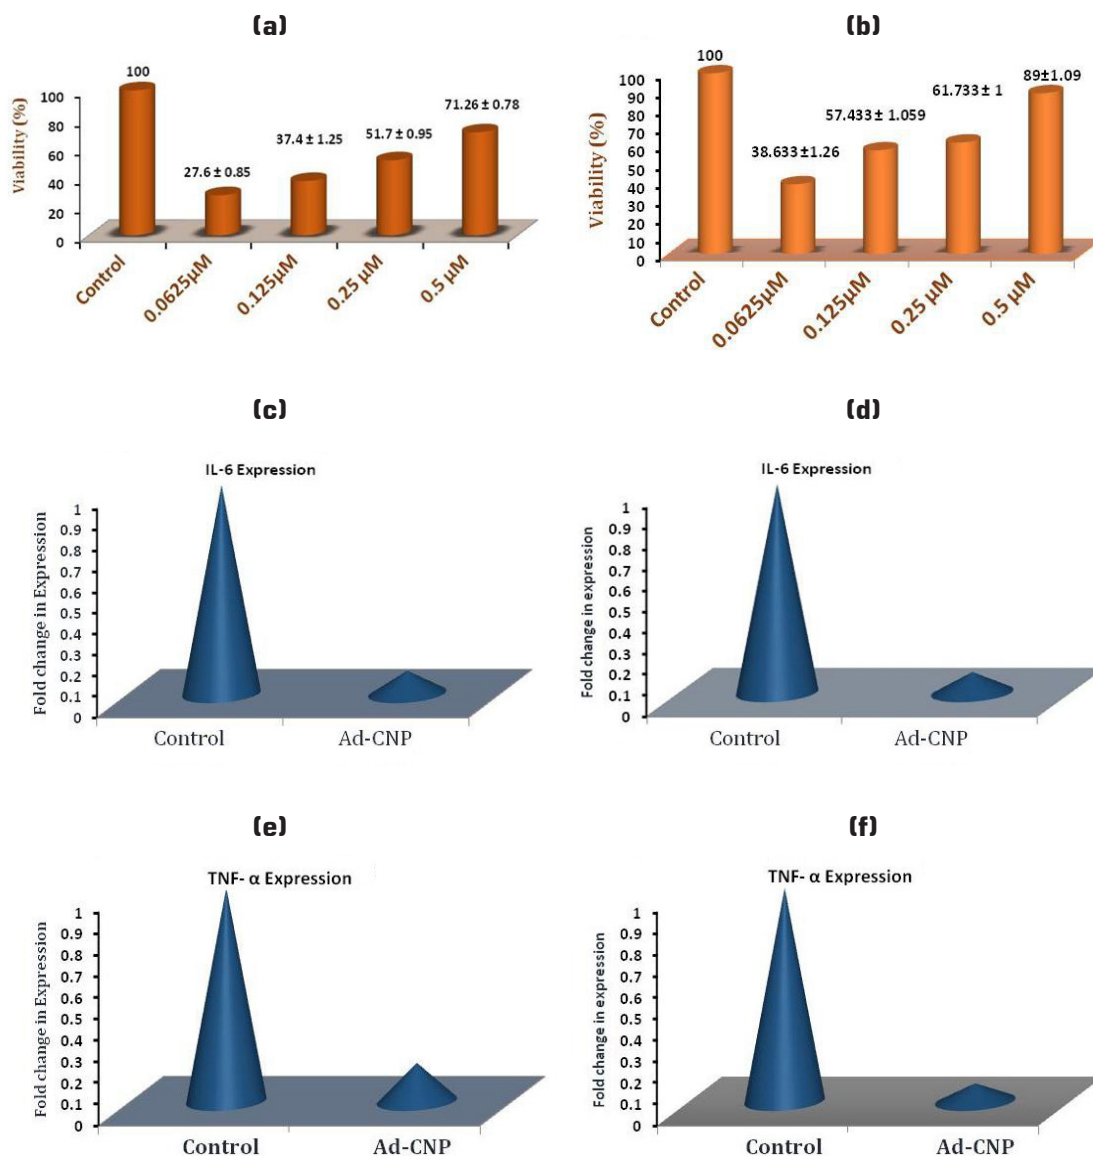 (a)
Viability (%)
100
80
60
40
20
0
100
27.6 ± 0.85
37.4 ± 1.25
51.7 ± 0.95
71.26 ± 0.78
Control
0.0625µM
0.125µM
0.25 µM
0.5 µM
(b)
Viability (%)
100
90
80
70
60
50
40
30
20
10
0
100
38.633 ±1.26
57.433± 1.059
61.733± 1
89±1.09
Control
0.0625µM
0.125µM
0.25 µM
0.5 µM
(c)
IL-6 Expression
Fold change in Expression
1
0.9
0.8
0.7
0.6
0.5
0.4
0.3
0.2
0.1
0
Control
Ad-CNP
(d)
IL-6 Expression
Fold change in expression
1
0.9
0.8
0.7
0.6
0.5
0.4
0.3
0.2
0.1
0
Control
Ad-CNP
(e)
TNF- α Expression
Fold change in Expression
1
0.9
0.8
0.7
0.6
0.5
0.4
0.3
0.2
0.1
0
Control
Ad-CNP
(f)
TNF- α Expression
Fold change in expression
1
0.9
0.8
0.7
0.6
0.5
0.4
0.3
0.2
0.1
0
Control
Ad-CNP